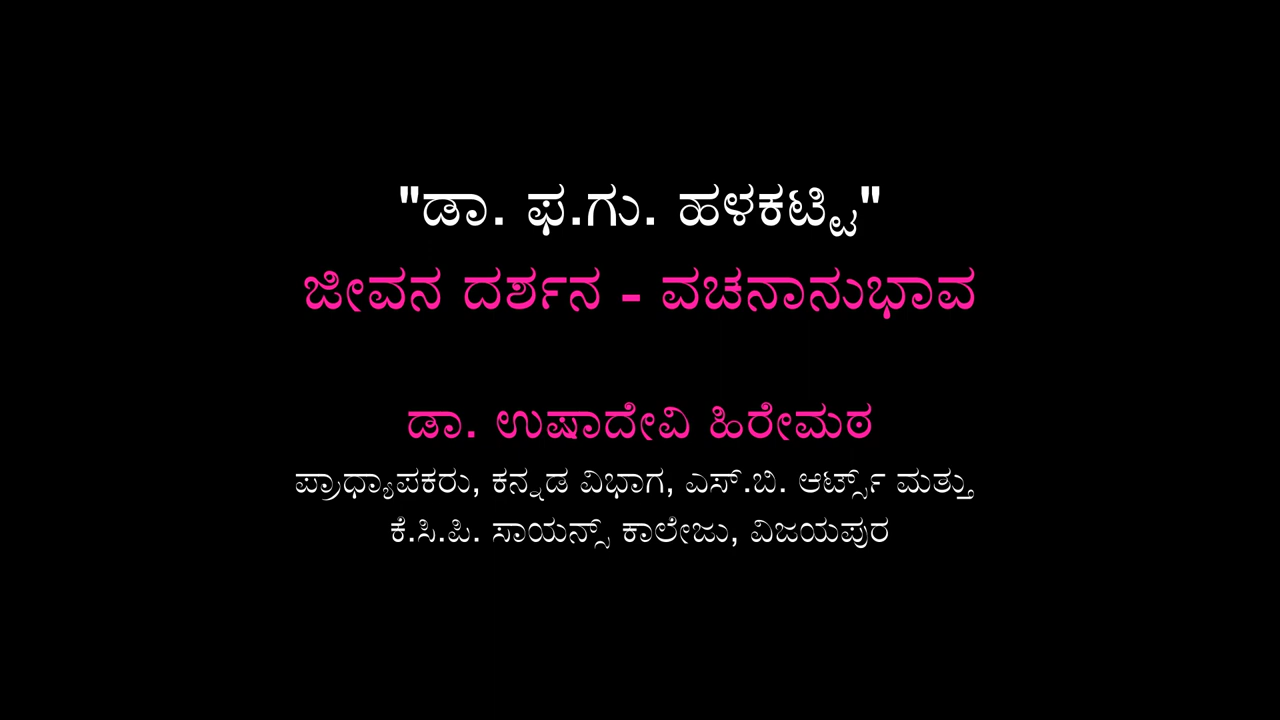 "ಡಾ. ಫ.ಗು. ಹಳಕಟ್ಟಿ"
ಜೀವನ ದರ್ಶನ - ವಚನಾನುಭಾವ
ಡಾ. ಉಷಾದೇವಿ ಹಿರೇಮಠ
ಪ್ರಾಧ್ಯಾಪಕರು, ಕನ್ನಡ ವಿಭಾಗ, ಎಸ್.ಬಿ. ಆರ್ಟ್ಸ್ ಮತ್ತು
ಕೆ.ಸಿ.ಪಿ. ಸಾಯನ್ಸ್ ಕಾಲೇಜು, ವಿಜಯಪುರ